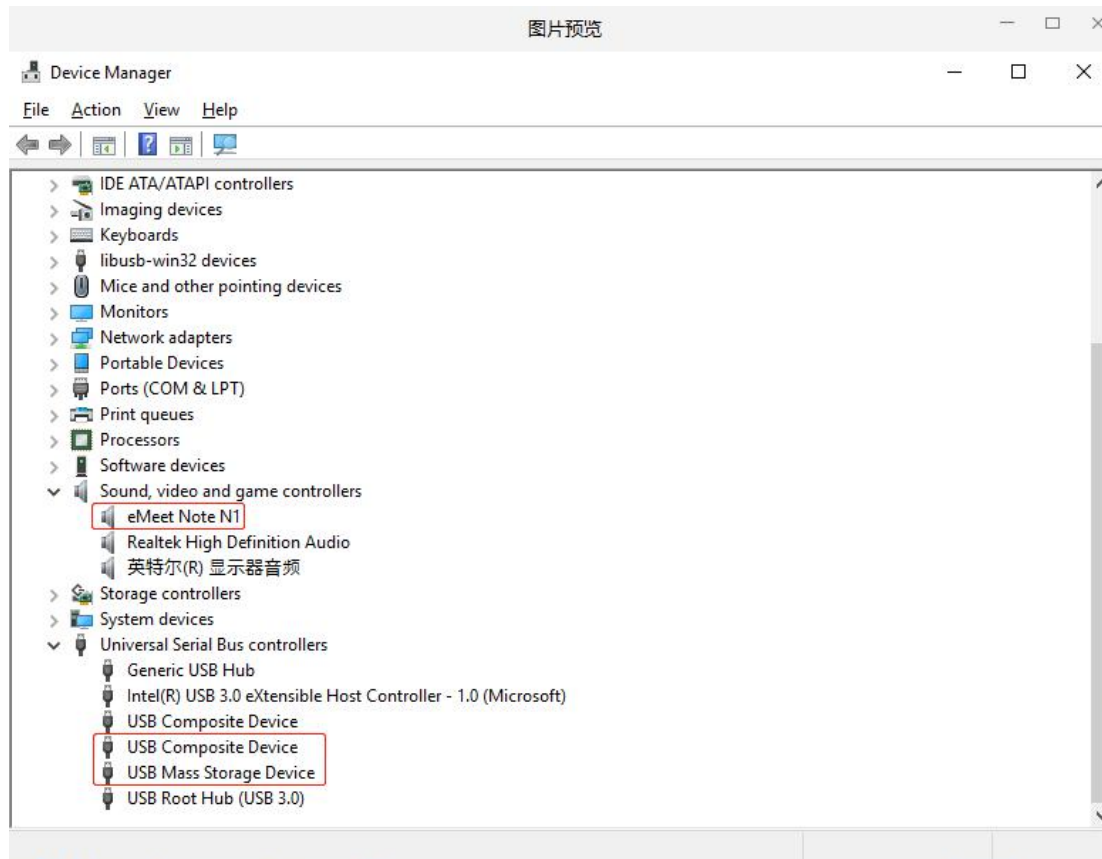 图片预览
Device Manager
File Action View Help
IDE ATA/ATAPI controllers
Imaging devices
Keyboards
libusb-win32 devices
Mice and other pointing devices
Monitors
Network adapters
Portable Devices
Ports (COM & LPT)
Print queues
Processors
Software devices
Sound, video and game controllers
eMeet Note N1
Realtek High Definition Audio
英特尔(R) 显示器音频
Storage controllers
System devices
Universal Serial Bus controllers
Generic USB Hub
Intel(R) USB 3.0 eXtensible Host Controller - 1.0 (Microsoft)
USB Composite Device
USB Composite Device
USB Mass Storage Device
USB Root Hub (USB 3.0)